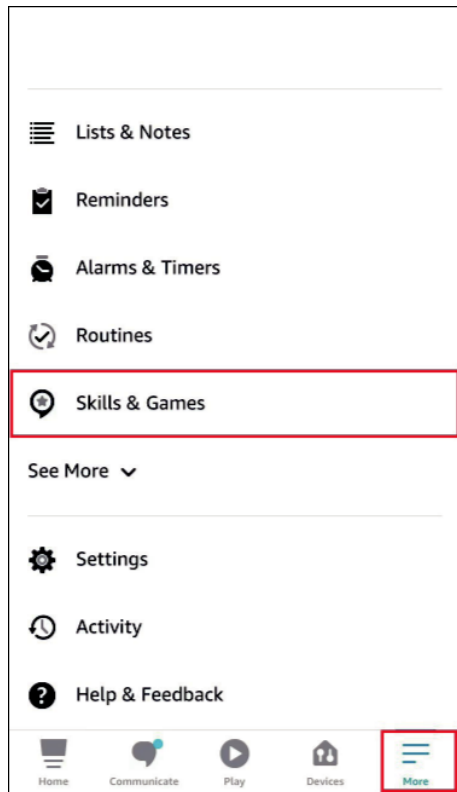 Lists & Notes
Reminders
Alarms & Timers
Routines
Skills & Games
See More
Settings
Activity
Help & Feedback
Home Communicate Play Devices More